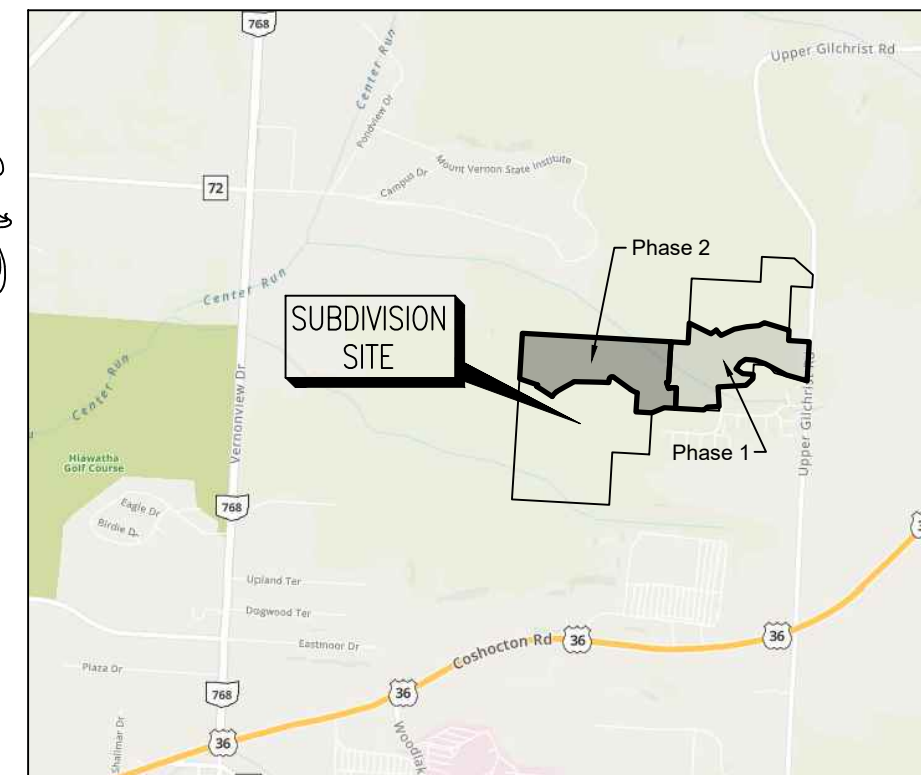 768
Upper Gilchrist Rd
Center Run
Pondview Dr
Mount Vernon State Institute
Campus Dr
72
Phase 2
Center Run
SUBDIVISION
SITE
Center Run
Vernonview Dr
Upper Gilchrist Rd
Phase 1
Hiawatha
Golf Course
768
Eagle Dr
Birdie Dr
Upland Ter
Dogwood Ter
Eastmoor Dr
Coshocton Rd
36
36
Plaza Dr
768
36
36
Shalimar Dr
Woodlak